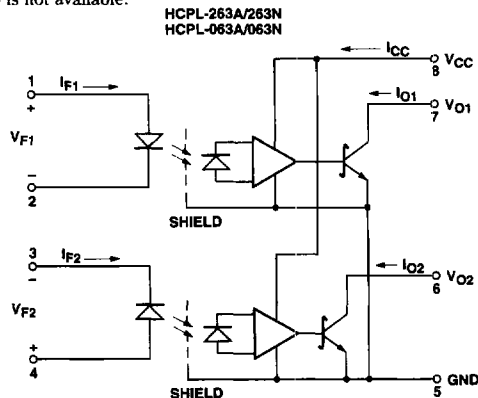 is not available.
HCPL-263A/263N
HCPL-063A/063N
ICC
8 VCC
1
IF1
+
IO1
7 VO1
VF1
−
2
SHIELD
3
IF2
−
IO2
6 VO2
VF2
+
4
GND
5
SHIELD